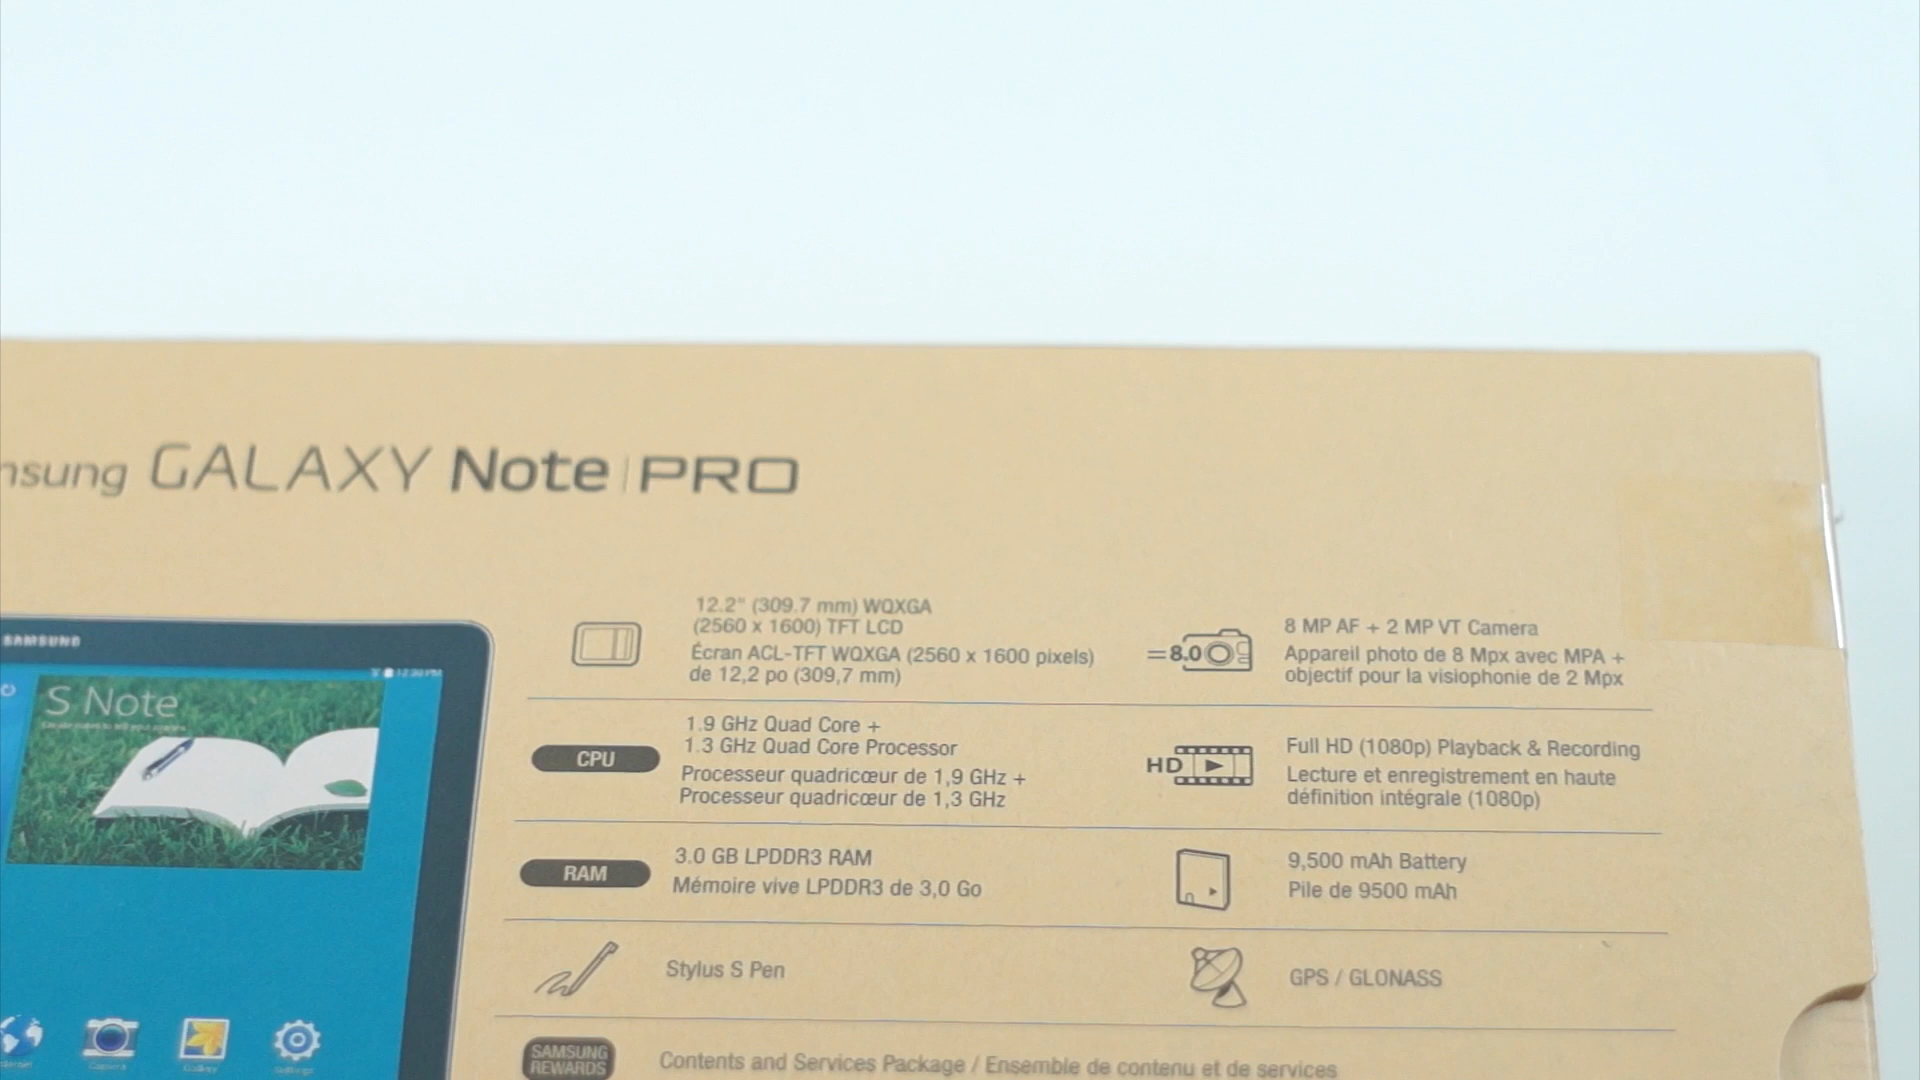 nsung GALAXY Note | PRO
12.2" (309.7 mm) WQXGA
(2560 x 1600) TFT LCD
Écran ACL-TFT WQXGA (2560 x 1600 pixels)
de 12,2 po (309,7 mm)
=8.0
8 MP AF + 2 MP VT Camera
Appareil photo de 8 Mpx avec MPA +
objectif pour la visiophonie de 2 Mpx
CPU
1.9 GHz Quad Core +
1.3 GHz Quad Core Processor
Processeur quadricœur de 1,9 GHz +
Processeur quadricœur de 1,3 GHz
HD
Full HD (1080p) Playback & Recording
Lecture et enregistrement en haute
définition intégrale (1080p)
RAM
3.0 GB LPDDR3 RAM
Mémoire vive LPDDR3 de 3,0 Go
9,500 mAh Battery
Pile de 9500 mAh
Stylus S Pen
GPS / GLONASS
SAMSUNG
REWARDS
Contents and Services Package / Ensemble de contenu et de services
SAMSUNG
12:30 PM
S Note
Camera
Gallery
Settings